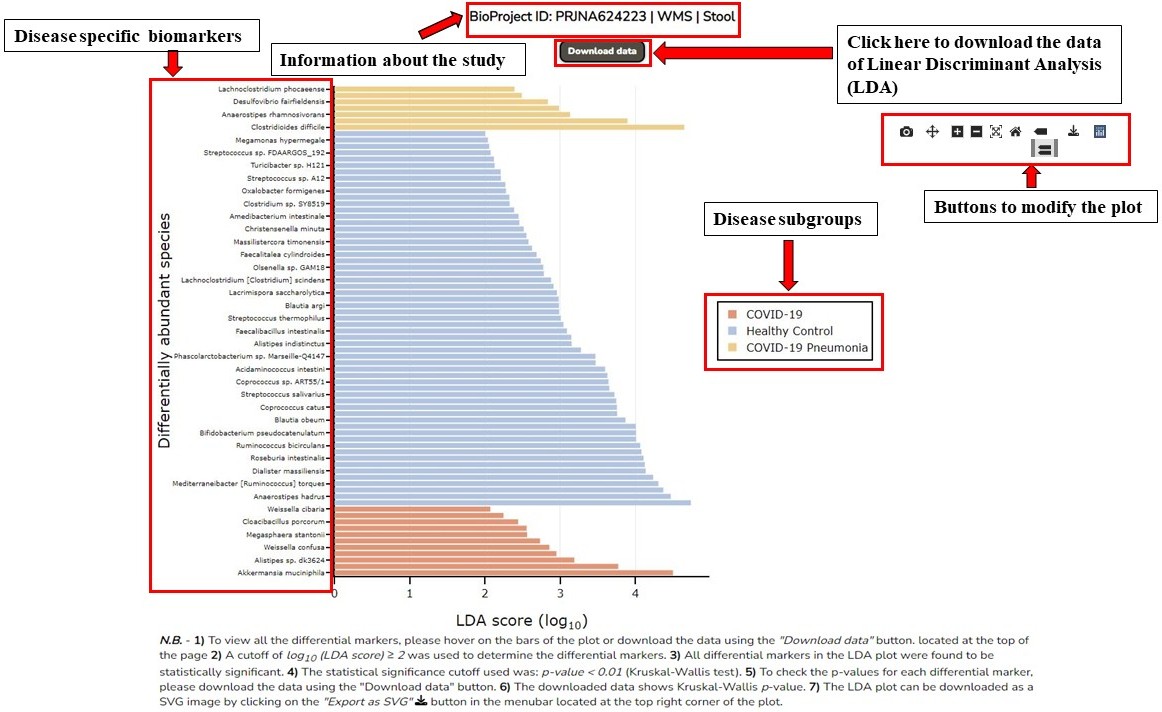 BioProject ID: PRJNA624223 | WMS | Stool
Disease specific biomarkers
Information about the study
Download data
Click here to download the data
of Linear Discriminant Analysis
(LDA)
Buttons to modify the plot
Disease subgroups
COVID-19
Healthy Control
COVID-19 Pneumonia
Differentially abundant species
Lachnoclostridium phocaeense
Desulfovibrio fairfieldensis
Anaerostipes rhamnosivorans
Clostridioides difficile
Megamonas hypermegale
Streptococcus sp. FDAARGOS_192
Turicibacter sp. H121
Streptococcus sp. A12
Oxalobacter formigenes
Clostridium sp. SY8519
Amedibacterium intestinale
Christensenella minuta
Massilistercora timonensis
Faecalitalea cylindroides
Olsenella sp. GAM18
Lachnoclostridium [Clostridium] scindens
Lacrimispora saccharolytica
Blautia argi
Streptococcus thermophilus
Faecalibacillus intestinalis
Alistipes indistinctus
Phascolarctobacterium sp. Marseille-Q4147
Acidaminococcus intestini
Coprococcus sp. ART55/1
Streptococcus salivarius
Coprococcus catus
Blautia obeum
Bifidobacterium pseudocatenulatum
Ruminococcus bicirculans
Roseburia intestinalis
Dialister massiliensis
Mediterraneibacter [Ruminococcus] torques
Anaerostipes hadrus
Weissella cibaria
Cloacibacillus porcorum
Megasphaera stantonii
Weissella confusa
Alistipes sp. dk3624
Akkermansia muciniphila
0 1 2 3 4
LDA score (log10)
N.B. - 1) To view all the differential markers, please hover on the bars of the plot or download the data using the "Download data" button. located at the top of
the page 2) A cutoff of log10 (LDA score) ≥ 2 was used to determine the differential markers. 3) All differential markers in the LDA plot were found to be
statistically significant. 4) The statistical significance cutoff used was: p-value < 0.01 (Kruskal-Wallis test). 5) To check the p-values for each differential marker,
please download the data using the "Download data" button. 6) The downloaded data shows Kruskal-Wallis p-value. 7) The LDA plot can be downloaded as a
SVG image by clicking on the "Export as SVG" button in the menubar located at the top right corner of the plot.